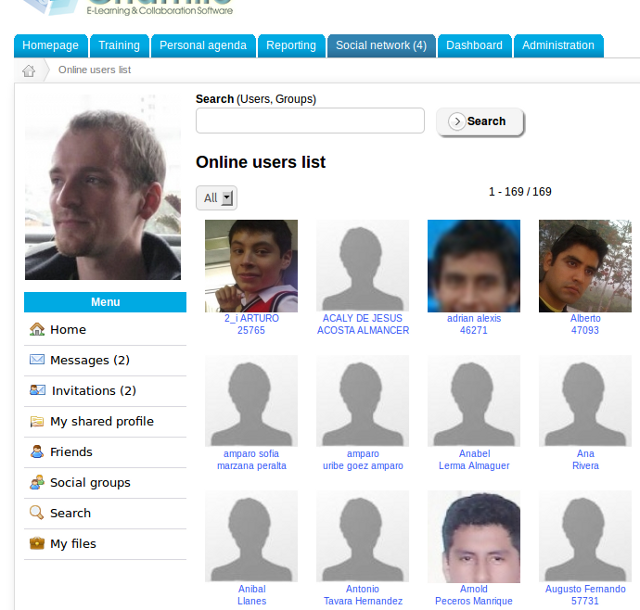 E-Learning & Collaboration Software
Homepage
Training
Personal agenda
Reporting
Social network (4)
Dashboard
Administration
Online users list
Search (Users, Groups)
Search
Online users list
All
1 - 169 / 169
Menu
Home
Messages (2)
Invitations (2)
My shared profile
Friends
Social groups
Search
My files
2_i ARTURO
25765
ACALY DE JESUS
ACOSTA ALMANCER
adrian alexis
46271
Alberto
47093
amparo sofia
marzana peralta
amparo
uribe goez amparo
Anabel
Lerma Almaguer
Ana
Rivera
Anibal
Llanes
Antonio
Tavara Hernandez
Arnold
Peceros Manrique
Augusto Fernando
57731